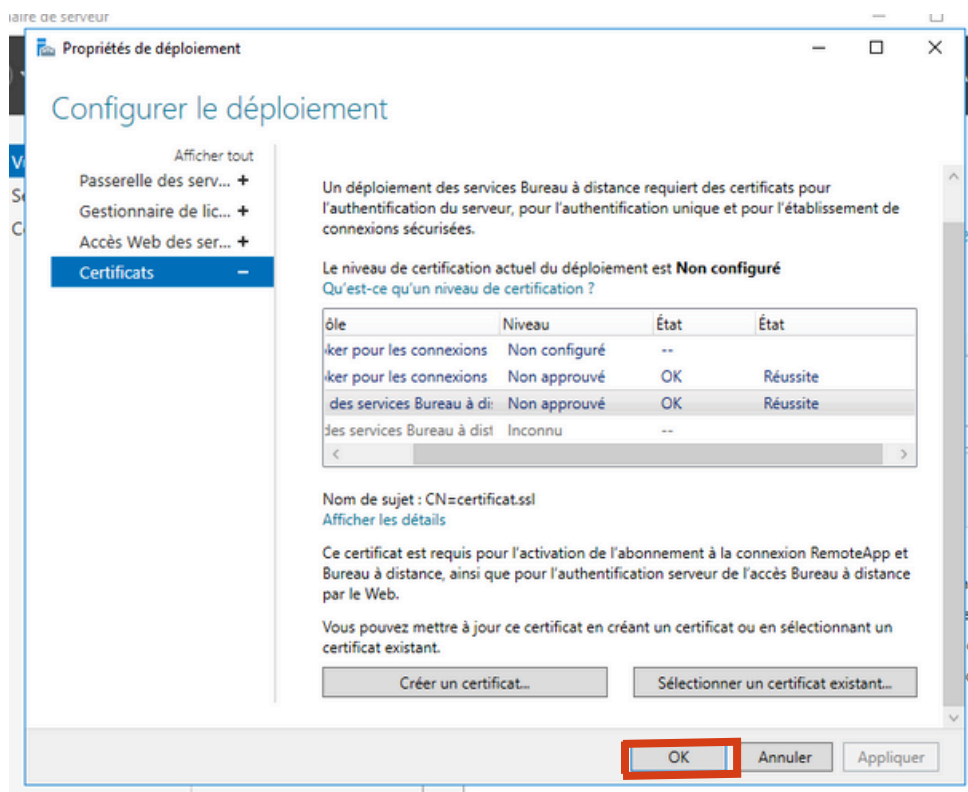 aire de serveur
Propriétés de déploiement
Configurer le déploiement
Afficher tout
Passerelle des serv... +
Gestionnaire de lic... +
Accès Web des ser... +
Certificats –
Un déploiement des services Bureau à distance requiert des certificats pour
l'authentification du serveur, pour l'authentification unique et pour l'établissement de
connexions sécurisées.
Le niveau de certification actuel du déploiement est Non configuré
Qu'est-ce qu'un niveau de certification ?
ôle Niveau État État
ker pour les connexions Non configuré --
ker pour les connexions Non approuvé OK Réussite
des services Bureau à di Non approuvé OK Réussite
des services Bureau à dist Inconnu --
Nom de sujet : CN=certificat.ssl
Afficher les détails
Ce certificat est requis pour l'activation de l'abonnement à la connexion RemoteApp et
Bureau à distance, ainsi que pour l'authentification serveur de l'accès Bureau à distance
par le Web.
Vous pouvez mettre à jour ce certificat en créant un certificat ou en sélectionnant un
certificat existant.
Créer un certificat... Sélectionner un certificat existant...
OK Annuler Appliquer